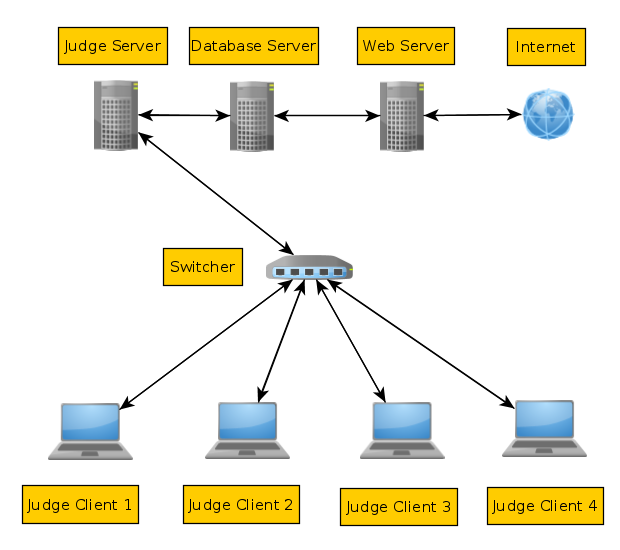 Judge Server
Database Server
Web Server
Internet
Switcher
Judge Client 1
Judge Client 2
Judge Client 3
Judge Client 4